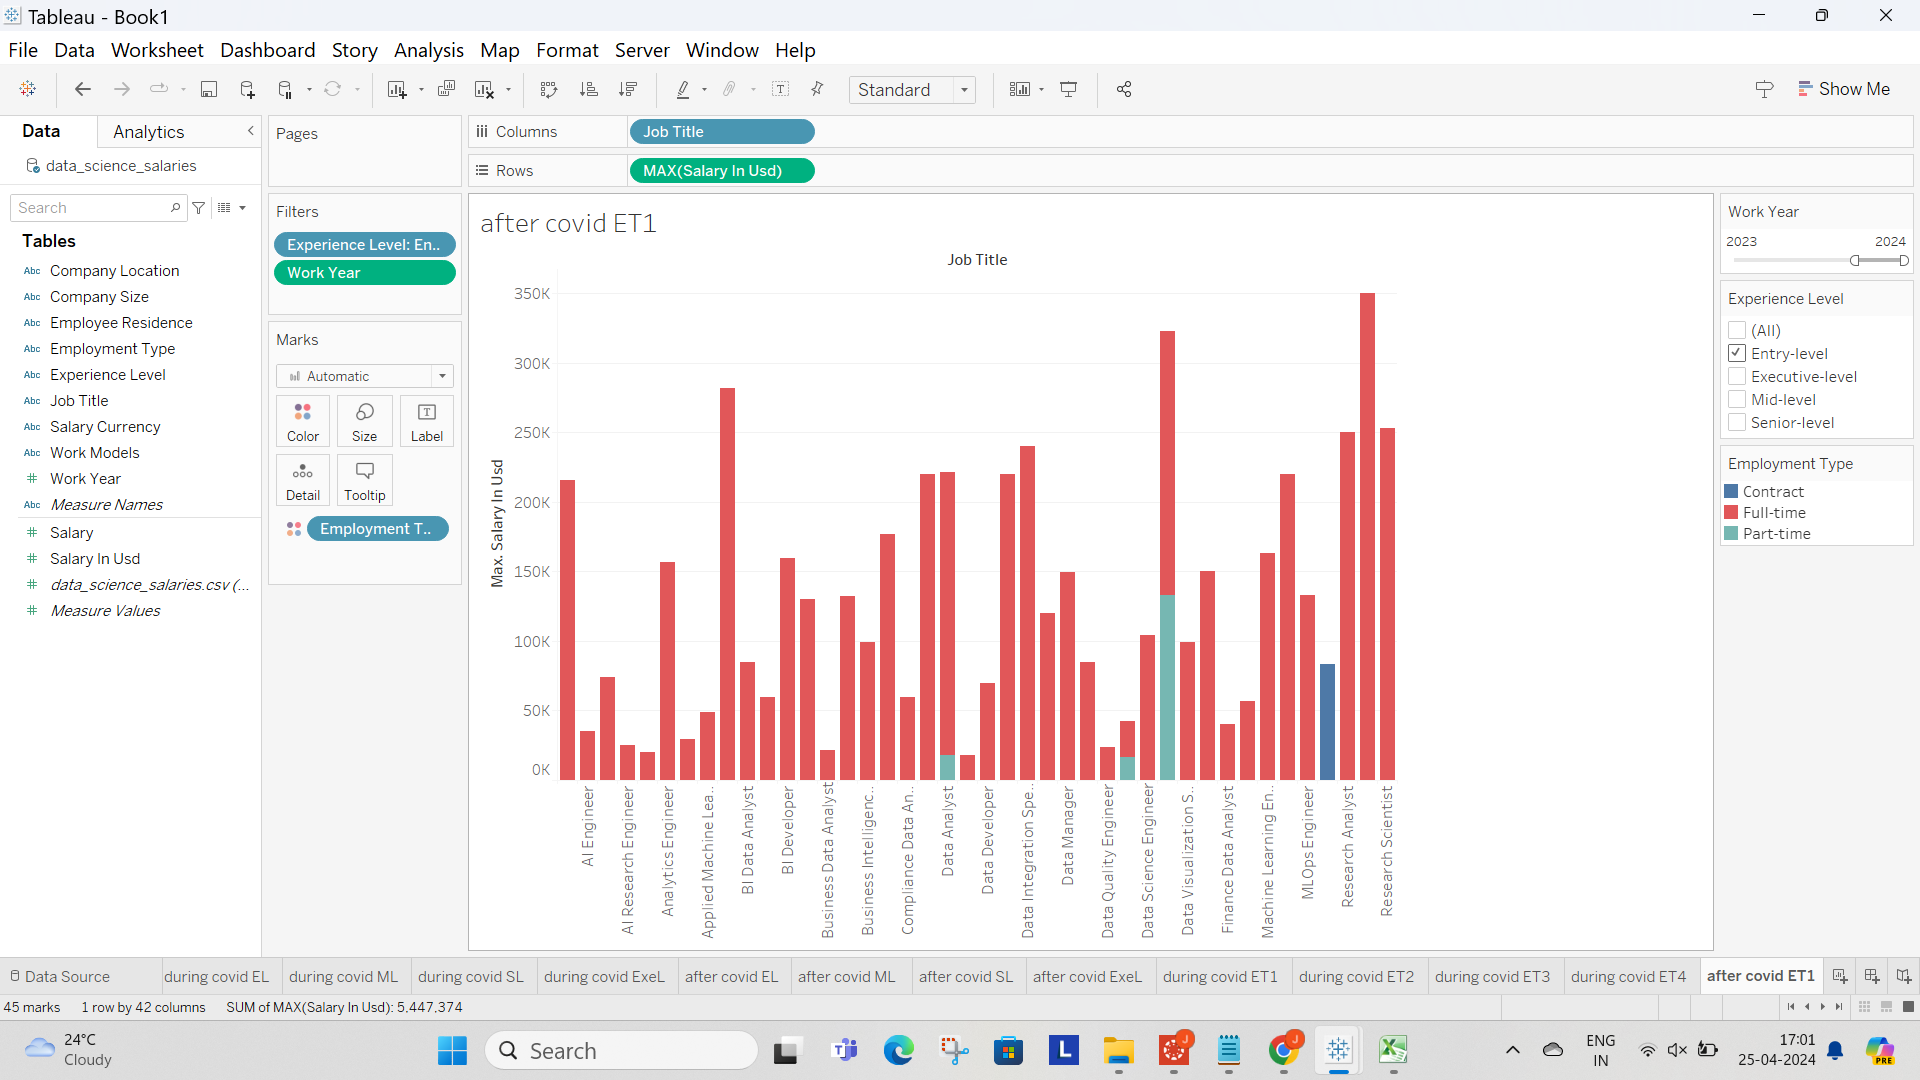 Tableau - Book1
File Data Worksheet Dashboard Story Analysis Map Format Server Window Help
Standard
Show Me
Data Analytics
data_science_salaries
Search
Tables
Abc Company Location
Abc Company Size
Abc Employee Residence
Abc Employment Type
Abc Experience Level
Abc Job Title
Abc Salary Currency
Abc Work Models
# Work Year
Abc Measure Names
# Salary
# Salary In Usd
# data_science_salaries.csv (...
# Measure Values
Pages
Filters
Experience Level: En..
Work Year
Marks
Automatic
Color Size Label
Detail Tooltip
Employment T..
Columns Job Title
Rows MAX(Salary In Usd)
after covid ET1
Job Title
Max. Salary In Usd
350K
300K
250K
200K
150K
100K
50K
0K
AI Engineer
AI Research Engineer
Analytics Engineer
Applied Machine Lea..
BI Data Analyst
BI Developer
Business Data Analyst
Business Intelligenc..
Compliance Data An..
Data Analyst
Data Developer
Data Integration Spe..
Data Manager
Data Quality Engineer
Data Science Engineer
Data Visualization S..
Finance Data Analyst
Machine Learning En..
MLOps Engineer
Research Analyst
Research Scientist
Work Year
2023 2024
Experience Level
(All)
Entry-level
Executive-level
Mid-level
Senior-level
Employment Type
Contract
Full-time
Part-time
Data Source during covid EL during covid ML during covid SL during covid ExeL after covid EL after covid ML after covid SL after covid ExeL during covid ET1 during covid ET2 during covid ET3 during covid ET4 after covid ET1
45 marks 1 row by 42 columns SUM of MAX(Salary In Usd): 5,447,374
24°C
Cloudy
Search
L
J
J
PRE
ENG
IN
17:01
25-04-2024